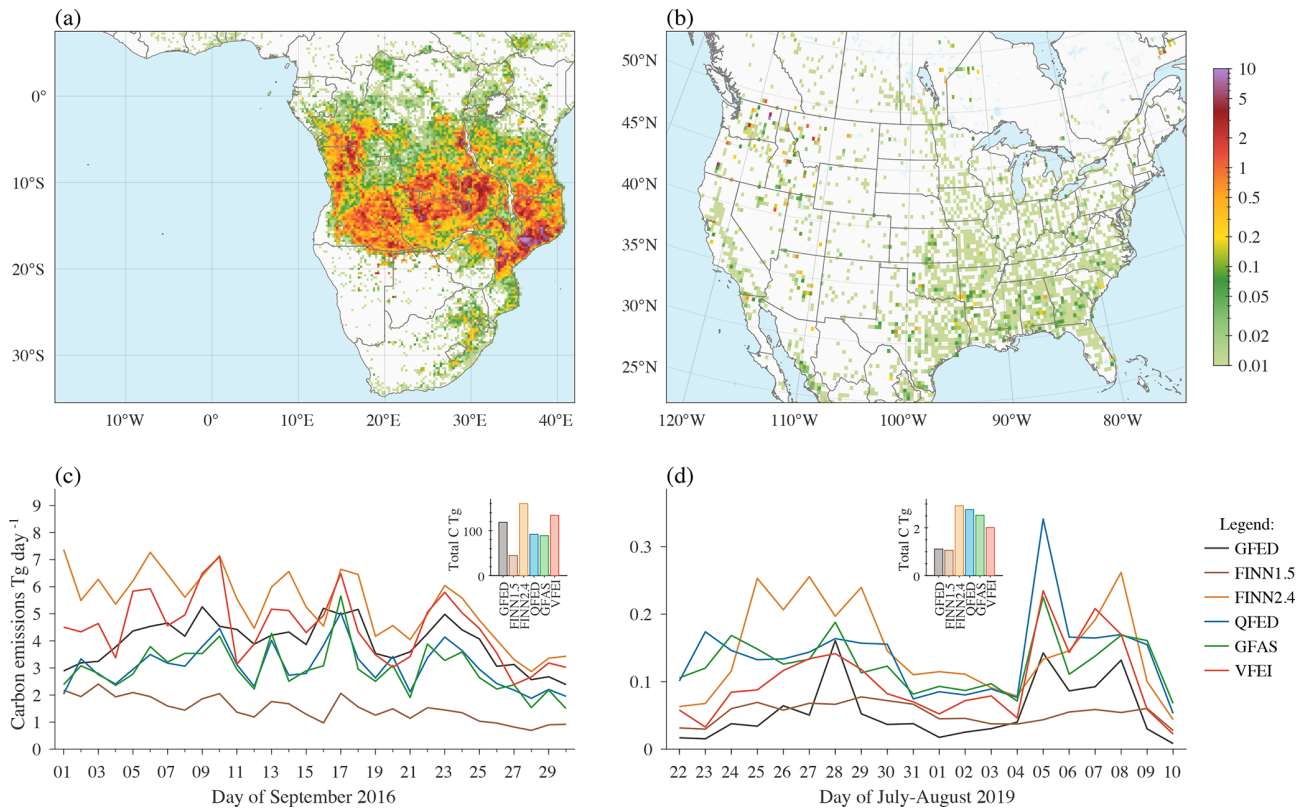 (a)
(b)
0°
10°S
20°S
30°S
10°W
0°
10°E
20°E
30°E
40°E
50°N
45°N
40°N
35°N
30°N
25°N
120°W
110°W
100°W
90°W
80°W
10
5
2
1
0.5
0.2
0.1
0.05
0.02
0.01
(c)
Carbon emissions Tg day -1
9
8
7
6
5
4
3
2
1
0
01
03
05
07
09
11
13
15
17
19
21
23
25
27
29
Day of September 2016
Total C Tg
100
0
GFED
FINN1.5
FINN2.4
QFED
GFAS
VFEI
(d)
0.3
0.2
0.1
0
22
23
24
25
26
27
28
29
30
31
01
02
03
04
05
06
07
08
09
10
Day of July-August 2019
Total C Tg
2
0
GFED
FINN1.5
FINN2.4
QFED
GFAS
VFEI
Legend:
GFED
FINN1.5
FINN2.4
QFED
GFAS
VFEI